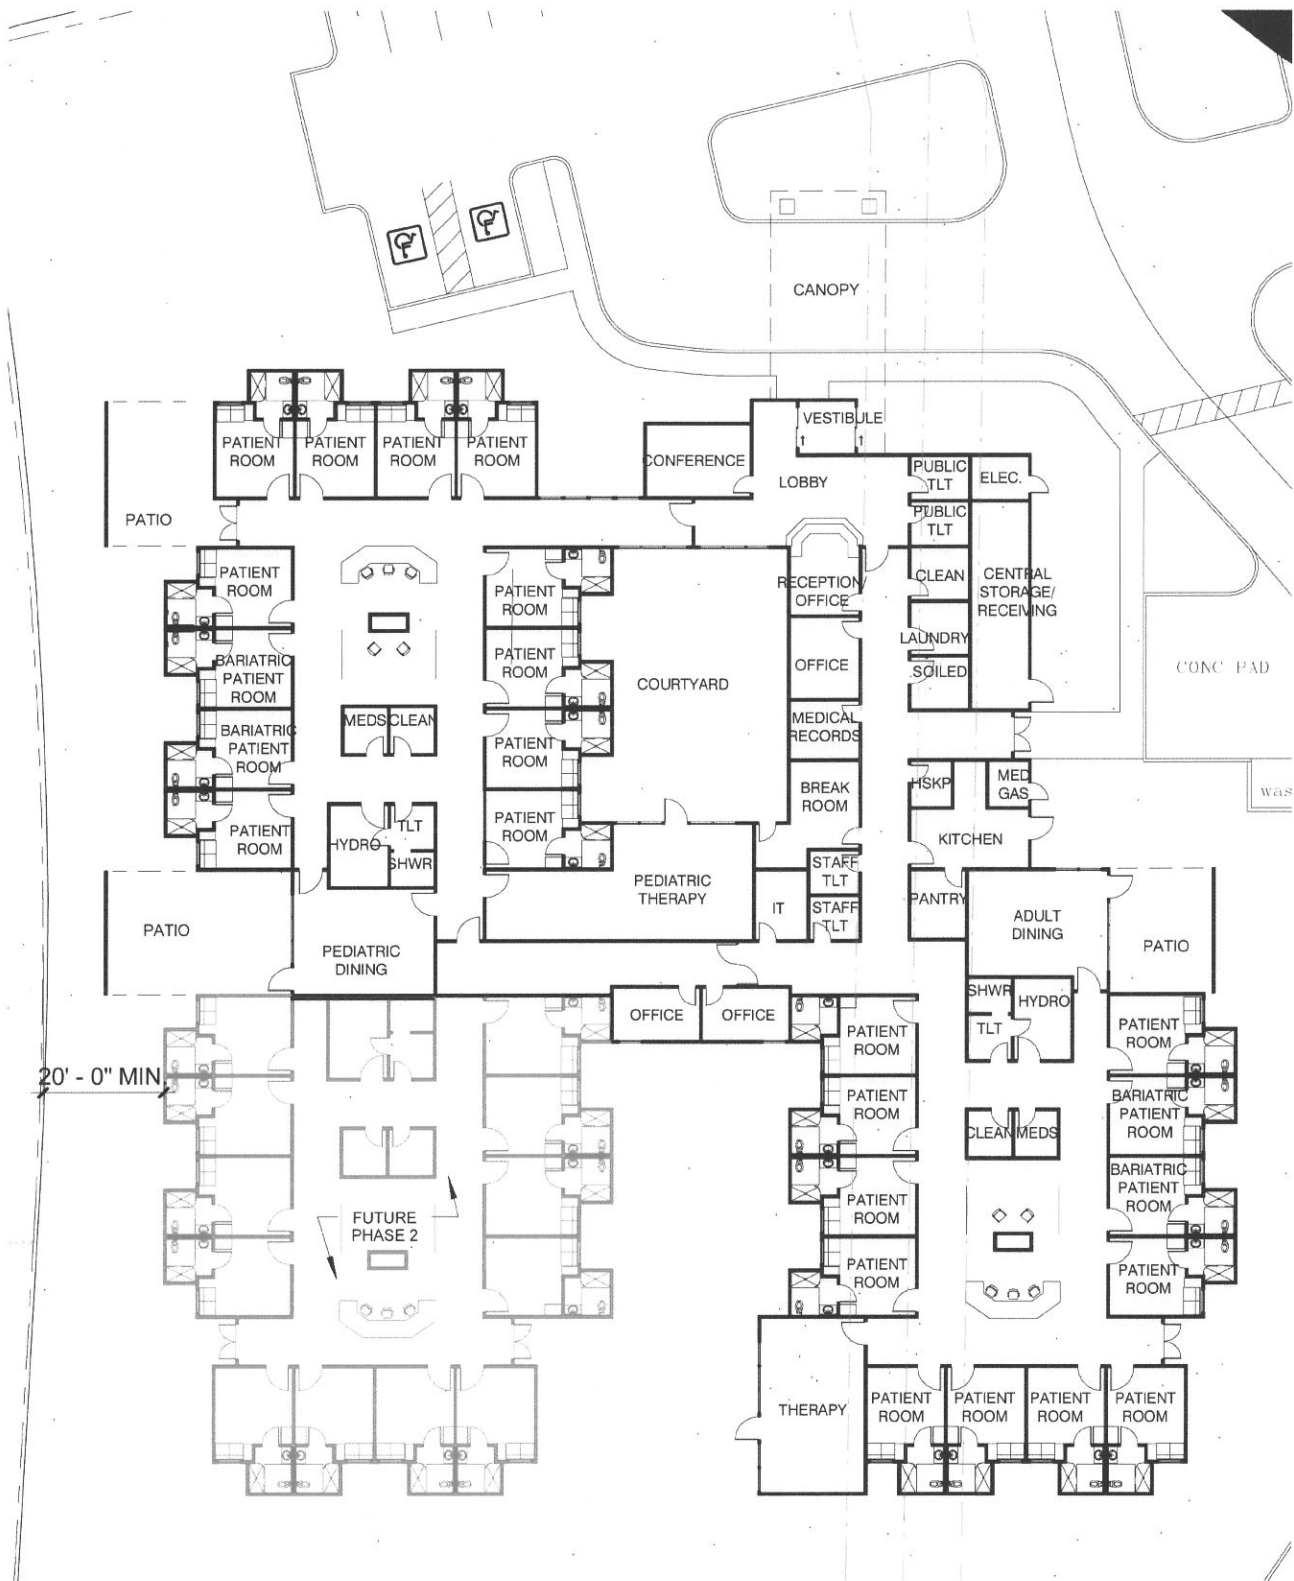 CANOPY
VESTIBULE
CONFERENCE
LOBBY
PUBLIC
TLT
ELEC.
PATIENT
ROOM
PATIENT
ROOM
PATIENT
ROOM
PATIENT
ROOM
PATIO
PUBLIC
TLT
PATIENT
ROOM
PATIENT
ROOM
RECEPTION/
OFFICE
CLEAN
CENTRAL
STORAGE/
RECEIVING
LAUNDRY
BARIATRIC
PATIENT
ROOM
PATIENT
ROOM
COURTYARD
OFFICE
SOILED
CONC PAD
MEDS
CLEAN
MEDICAL
RECORDS
BARIATRIC
PATIENT
ROOM
PATIENT
ROOM
BREAK
ROOM
HSKP
MED
GAS
was
PATIENT
ROOM
HYDRO
TLT
SHWR
PATIENT
ROOM
KITCHEN
STAFF
TLT
PEDIATRIC
THERAPY
IT
STAFF
TLT
PANTRY
ADULT
DINING
PATIO
PATIO
PEDIATRIC
DINING
SHWR
HYDRO
TLT
OFFICE
OFFICE
PATIENT
ROOM
PATIENT
ROOM
20' - 0" MIN.
PATIENT
ROOM
BARIATRIC
PATIENT
ROOM
CLEAN
MEDS
BARIATRIC
PATIENT
ROOM
PATIENT
ROOM
FUTURE
PHASE 2
PATIENT
ROOM
PATIENT
ROOM
THERAPY
PATIENT
ROOM
PATIENT
ROOM
PATIENT
ROOM
PATIENT
ROOM